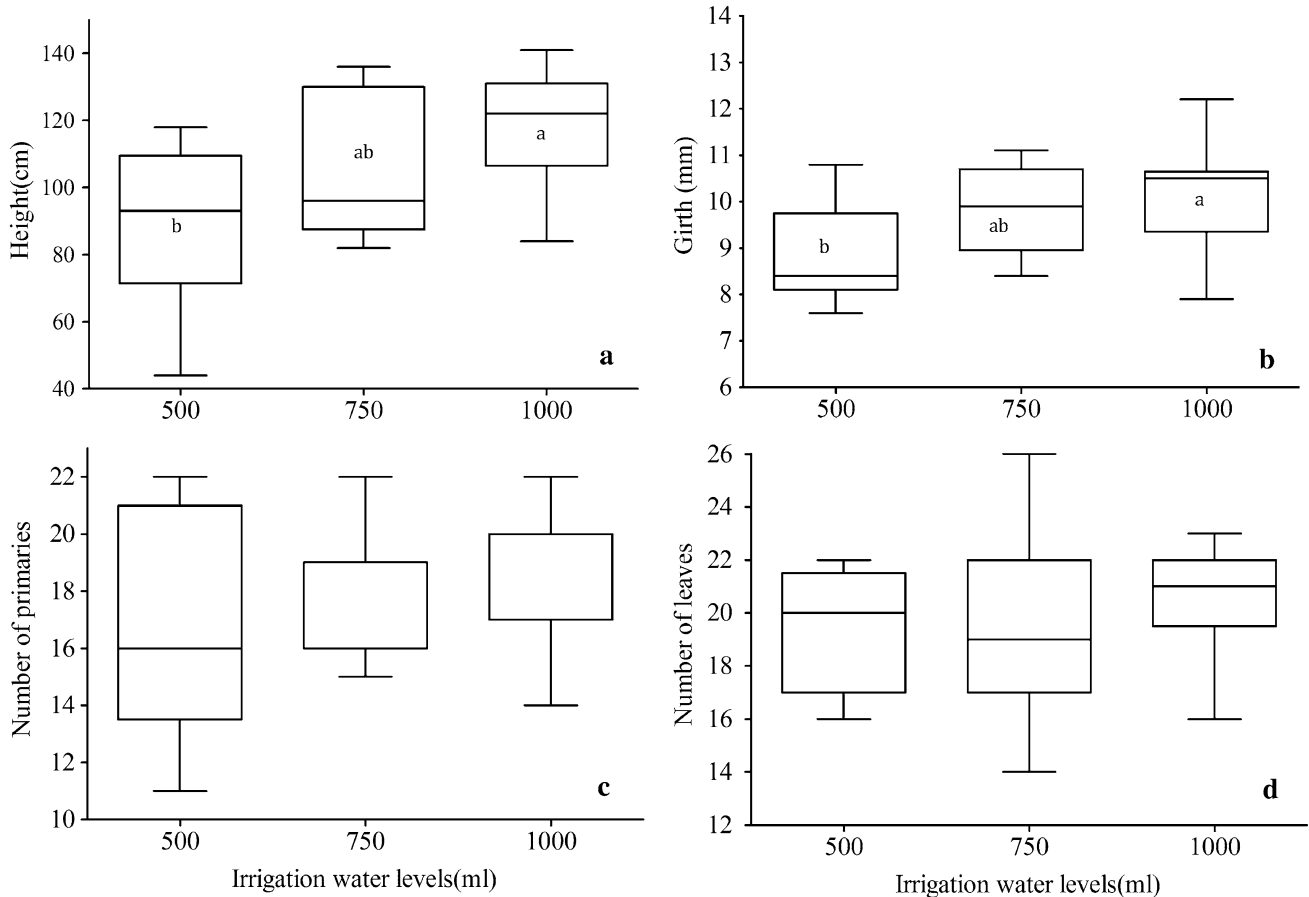 Height(cm)
140
120
100
80
60
40
b
ab
a
a
500
750
1000
Girth (mm)
14
13
12
11
10
9
8
7
6
b
ab
a
b
500
750
1000
Number of primaries
22
20
18
16
14
12
10
c
500
750
1000
Irrigation water levels(ml)
Number of leaves
26
24
22
20
18
16
14
12
d
500
750
1000
Irrigation water levels(ml)